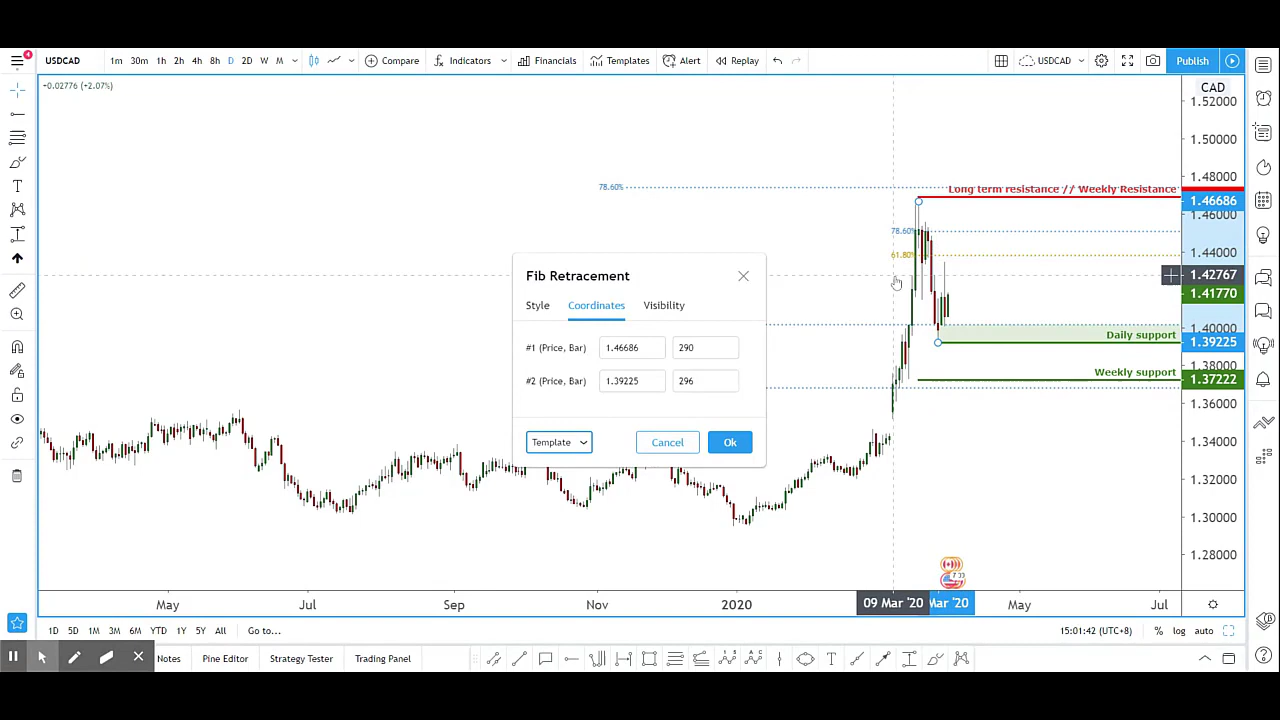 4
USDCAD
1m 30m 1h 2h 4h 8h D 2D W M
Compare
Indicators
Financials
Templates
Alert
Replay
USDCAD
Publish
+0.02776 (+2.07%)
CAD
1.52000
1.50000
1.48000
78.60%
Long term resistance // Weekly Resistance
1.46686
1.46000
78.60%
1.44000
61.80%
1.42767
1.41770
1.40000
Daily support
1.39225
1.38000
Weekly support
1.37222
1.36000
1.34000
1.32000
1.30000
1.28000
Fib Retracement
Style Coordinates Visibility
#1 (Price, Bar) 1.46686 290
#2 (Price, Bar) 1.39225 296
Template Cancel Ok
May Jul Sep Nov 2020 09 Mar '20 Mar '20 May Jul
1D 5D 1M 3M 6M YTD 1Y 5Y All Go to...
15:01:42 (UTC+8) % log auto
Notes Pine Editor Strategy Tester Trading Panel